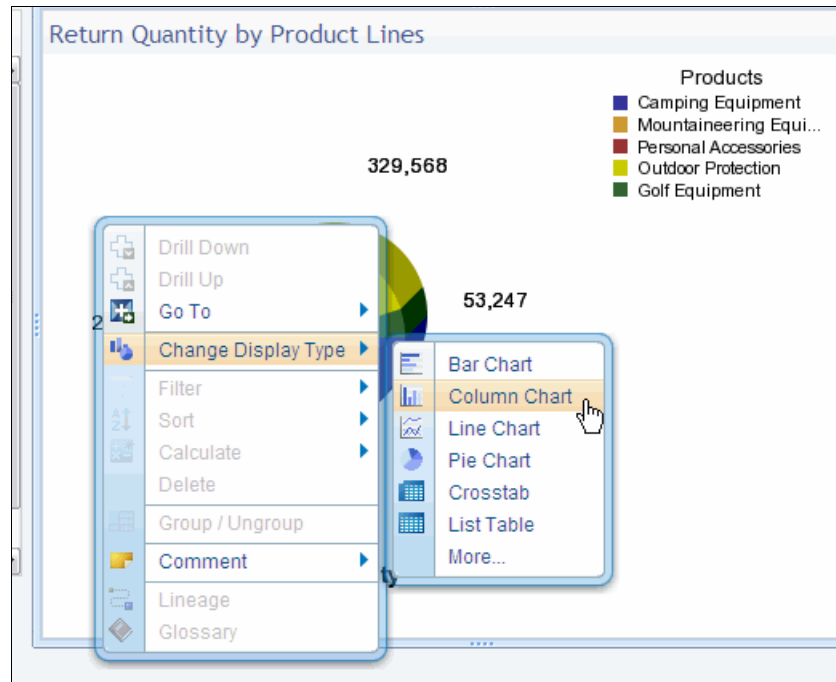 Return Quantity by Product Lines
Products
Camping Equipment
Mountaineering Equi...
Personal Accessories
Outdoor Protection
Golf Equipment
329,568
53,247
2
Drill Down
Drill Up
Go To
Change Display Type
Filter
Sort
Calculate
Delete
Group / Ungroup
Comment
Lineage
Glossary
Bar Chart
Column Chart
Line Chart
Pie Chart
Crosstab
List Table
More...
ty